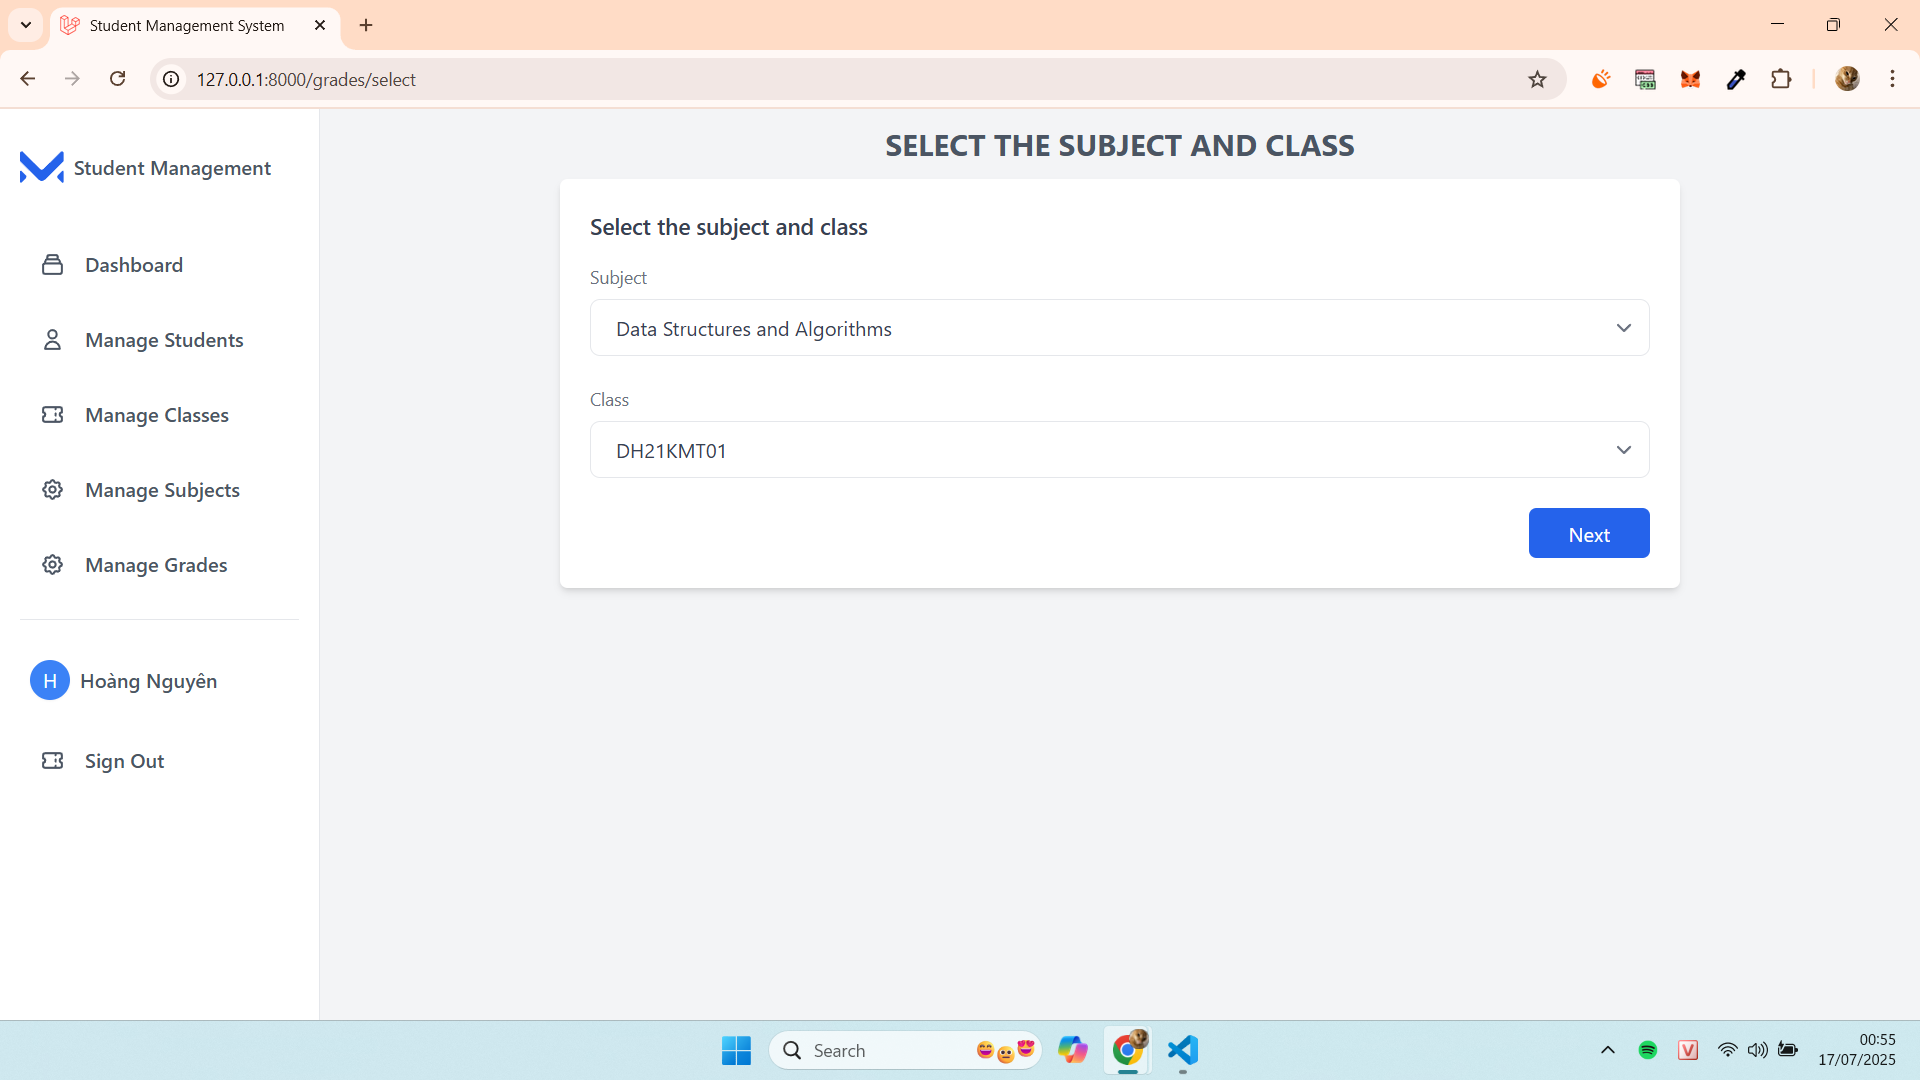 Student Management System
127.0.0.1:8000/grades/select
Student Management
Dashboard
Manage Students
Manage Classes
Manage Subjects
Manage Grades
H Hoàng Nguyên
Sign Out
SELECT THE SUBJECT AND CLASS
Select the subject and class
Subject
Data Structures and Algorithms
Class
DH21KMT01
Next
Search
V
00:55
17/07/2025